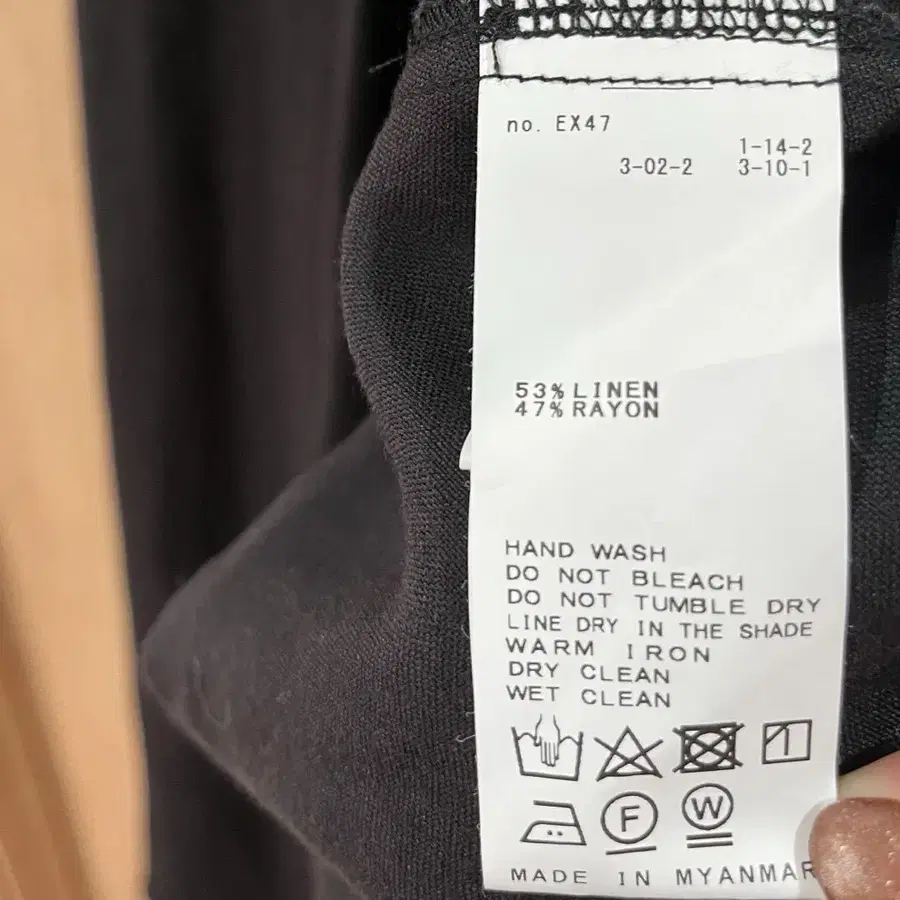 no. EX47
1-14-2
3-02-2 3-10-1
53% LINEN
47% RAYON
HAND WASH
DO NOT BLEACH
DO NOT TUMBLE DRY
LINE DRY IN THE SHADE
WARM IRON
DRY CLEAN
WET CLEAN
F W
MADE IN MYANMAR